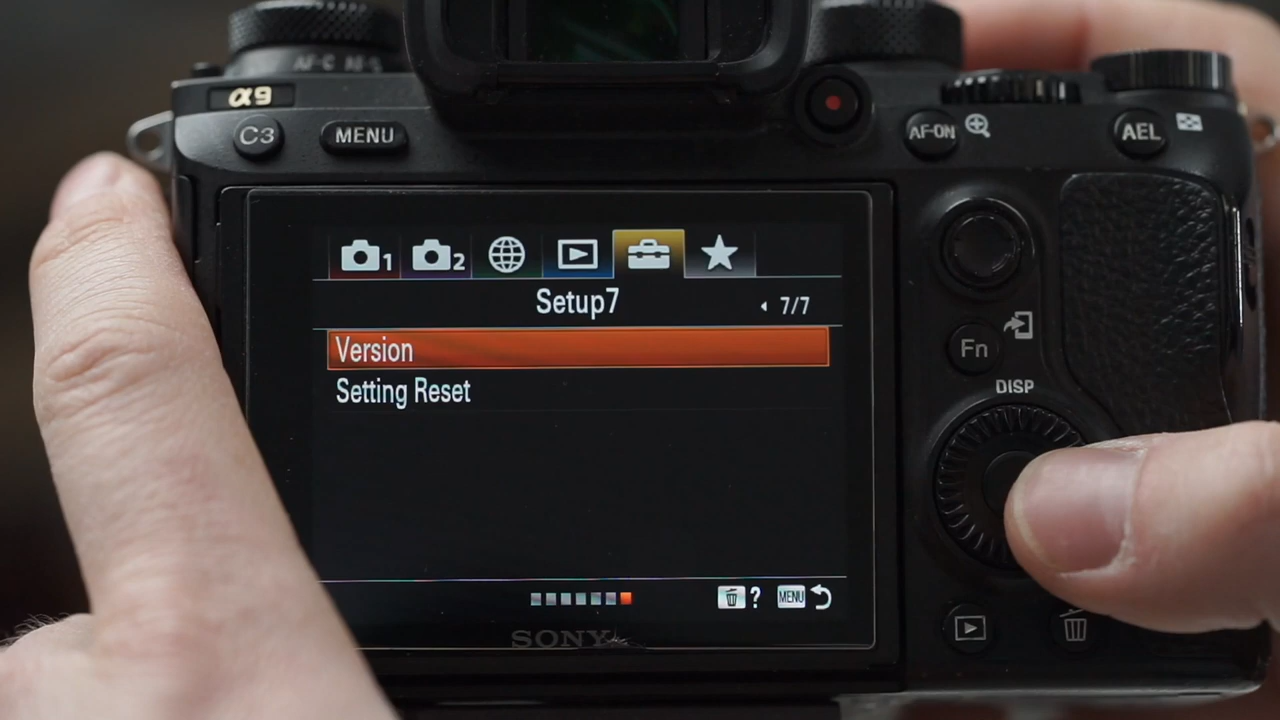 α9
C3 MENU
AF-ON
AEL
1
2
Setup7
7/7
Version
Setting Reset
Fn
DISP
?
MENU
SONY